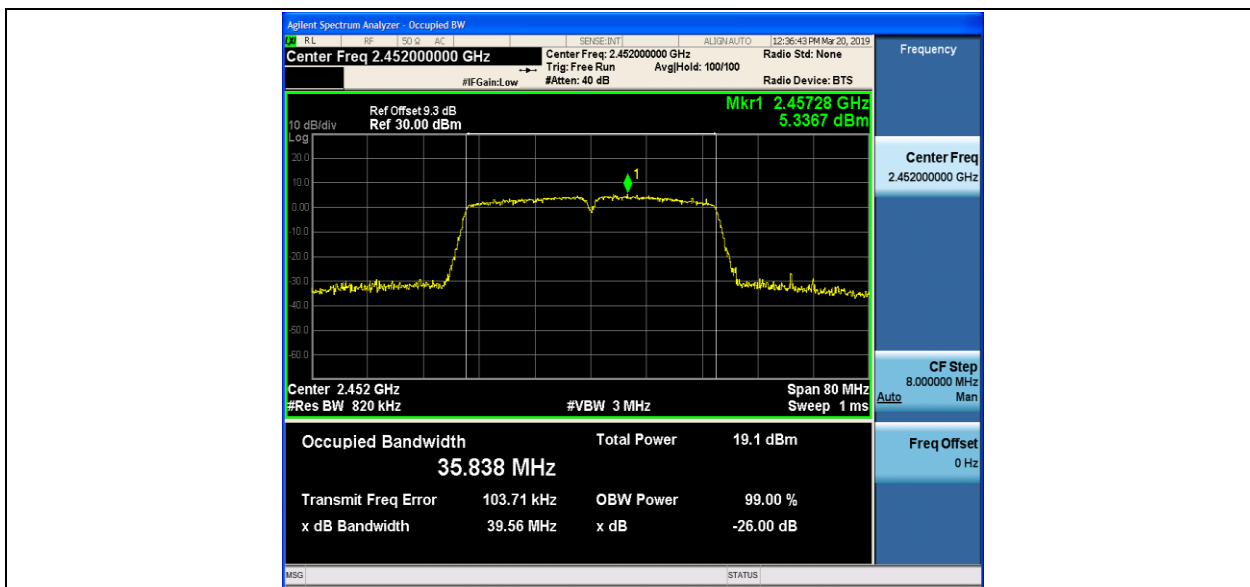 Agilent Spectrum Analyzer - Occupied BW
RL RF 50 Ω AC SENSE:INT ALIGNAUTO 12:36:43 PM Mar 20, 2019
Center Freq 2.452000000 GHz
Center Freq: 2.452000000 GHz Radio Std: None
Trig: Free Run Avg|Hold: 100/100
#IFGain:Low #Atten: 40 dB Radio Device: BTS
Frequency
Mkr1 2.45728 GHz
5.3367 dBm
Ref Offset 9.3 dB
10 dB/div Ref 30.00 dBm
Log
20.0
10.0
0.00
-10.0
-20.0
-30.0
-40.0
-50.0
-60.0
1
Center 2.452 GHz Span 80 MHz
#Res BW 820 kHz #VBW 3 MHz Sweep 1 ms
Center Freq
2.452000000 GHz
CF Step
8.000000 MHz
Auto Man
Freq Offset
0 Hz
Occupied Bandwidth Total Power 19.1 dBm
35.838 MHz
Transmit Freq Error 103.71 kHz OBW Power 99.00 %
x dB Bandwidth 39.56 MHz x dB -26.00 dB
MSG STATUS